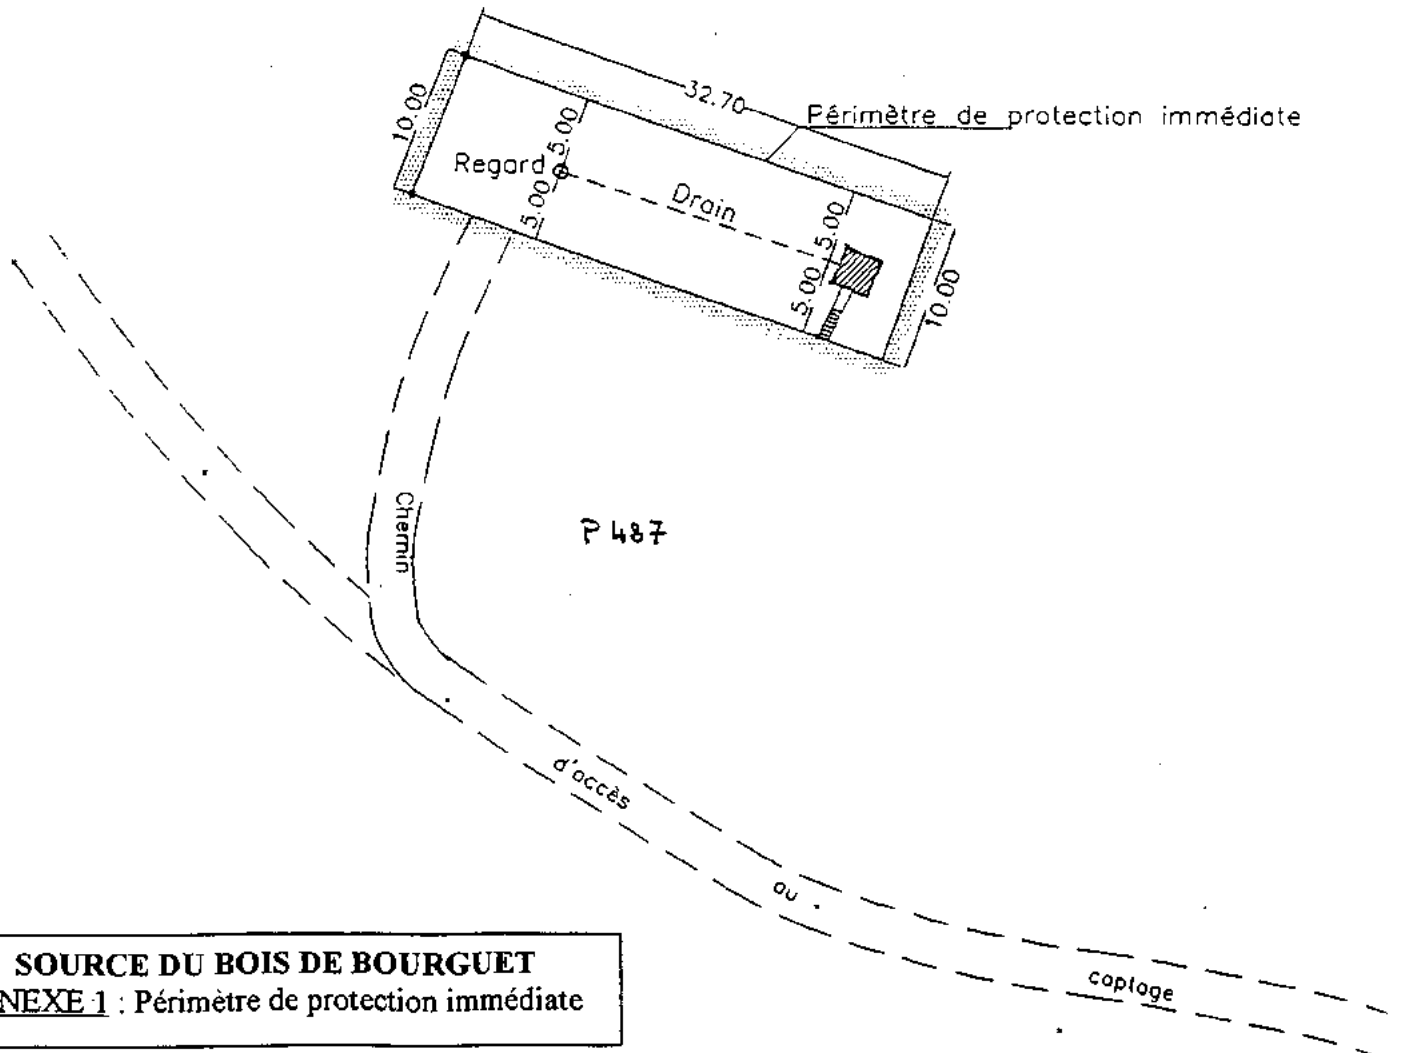 32.70
Périmètre de protection immédiate
10.00
5.00
Regard
5.00
Drain
5.00
5.00
10.00
Chemin
P 487
d'accès
au
captage
SOURCE DU BOIS DE BOURGUET
NEXE 1 : Périmètre de protection immédiate